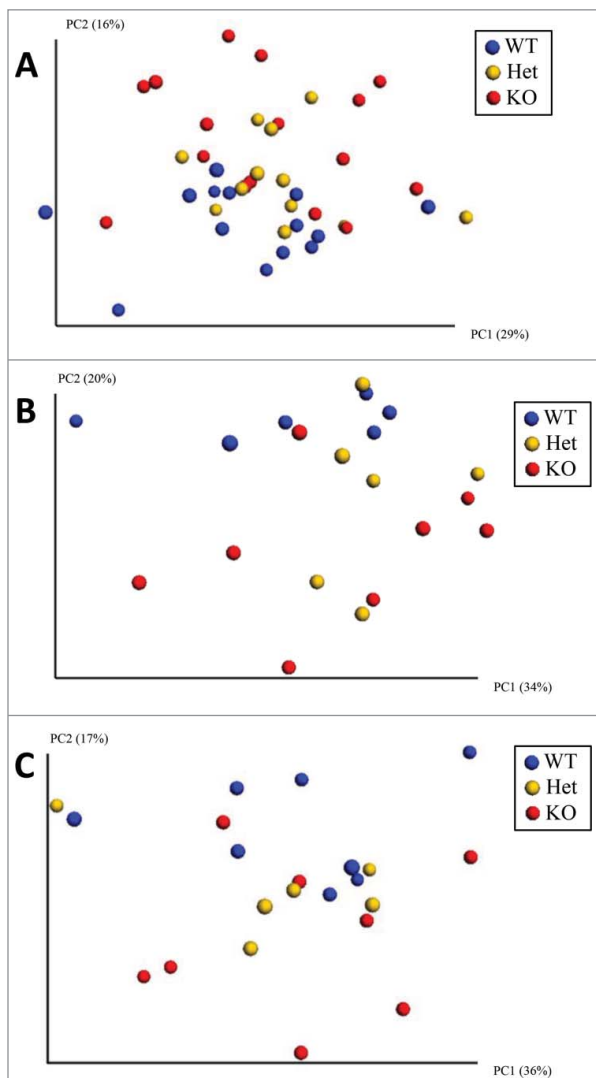 PC2 (16%)
A
WT
Het
KO
PC1 (29%)
PC2 (20%)
B
WT
Het
KO
PC1 (34%)
PC2 (17%)
C
WT
Het
KO
PC1 (36%)